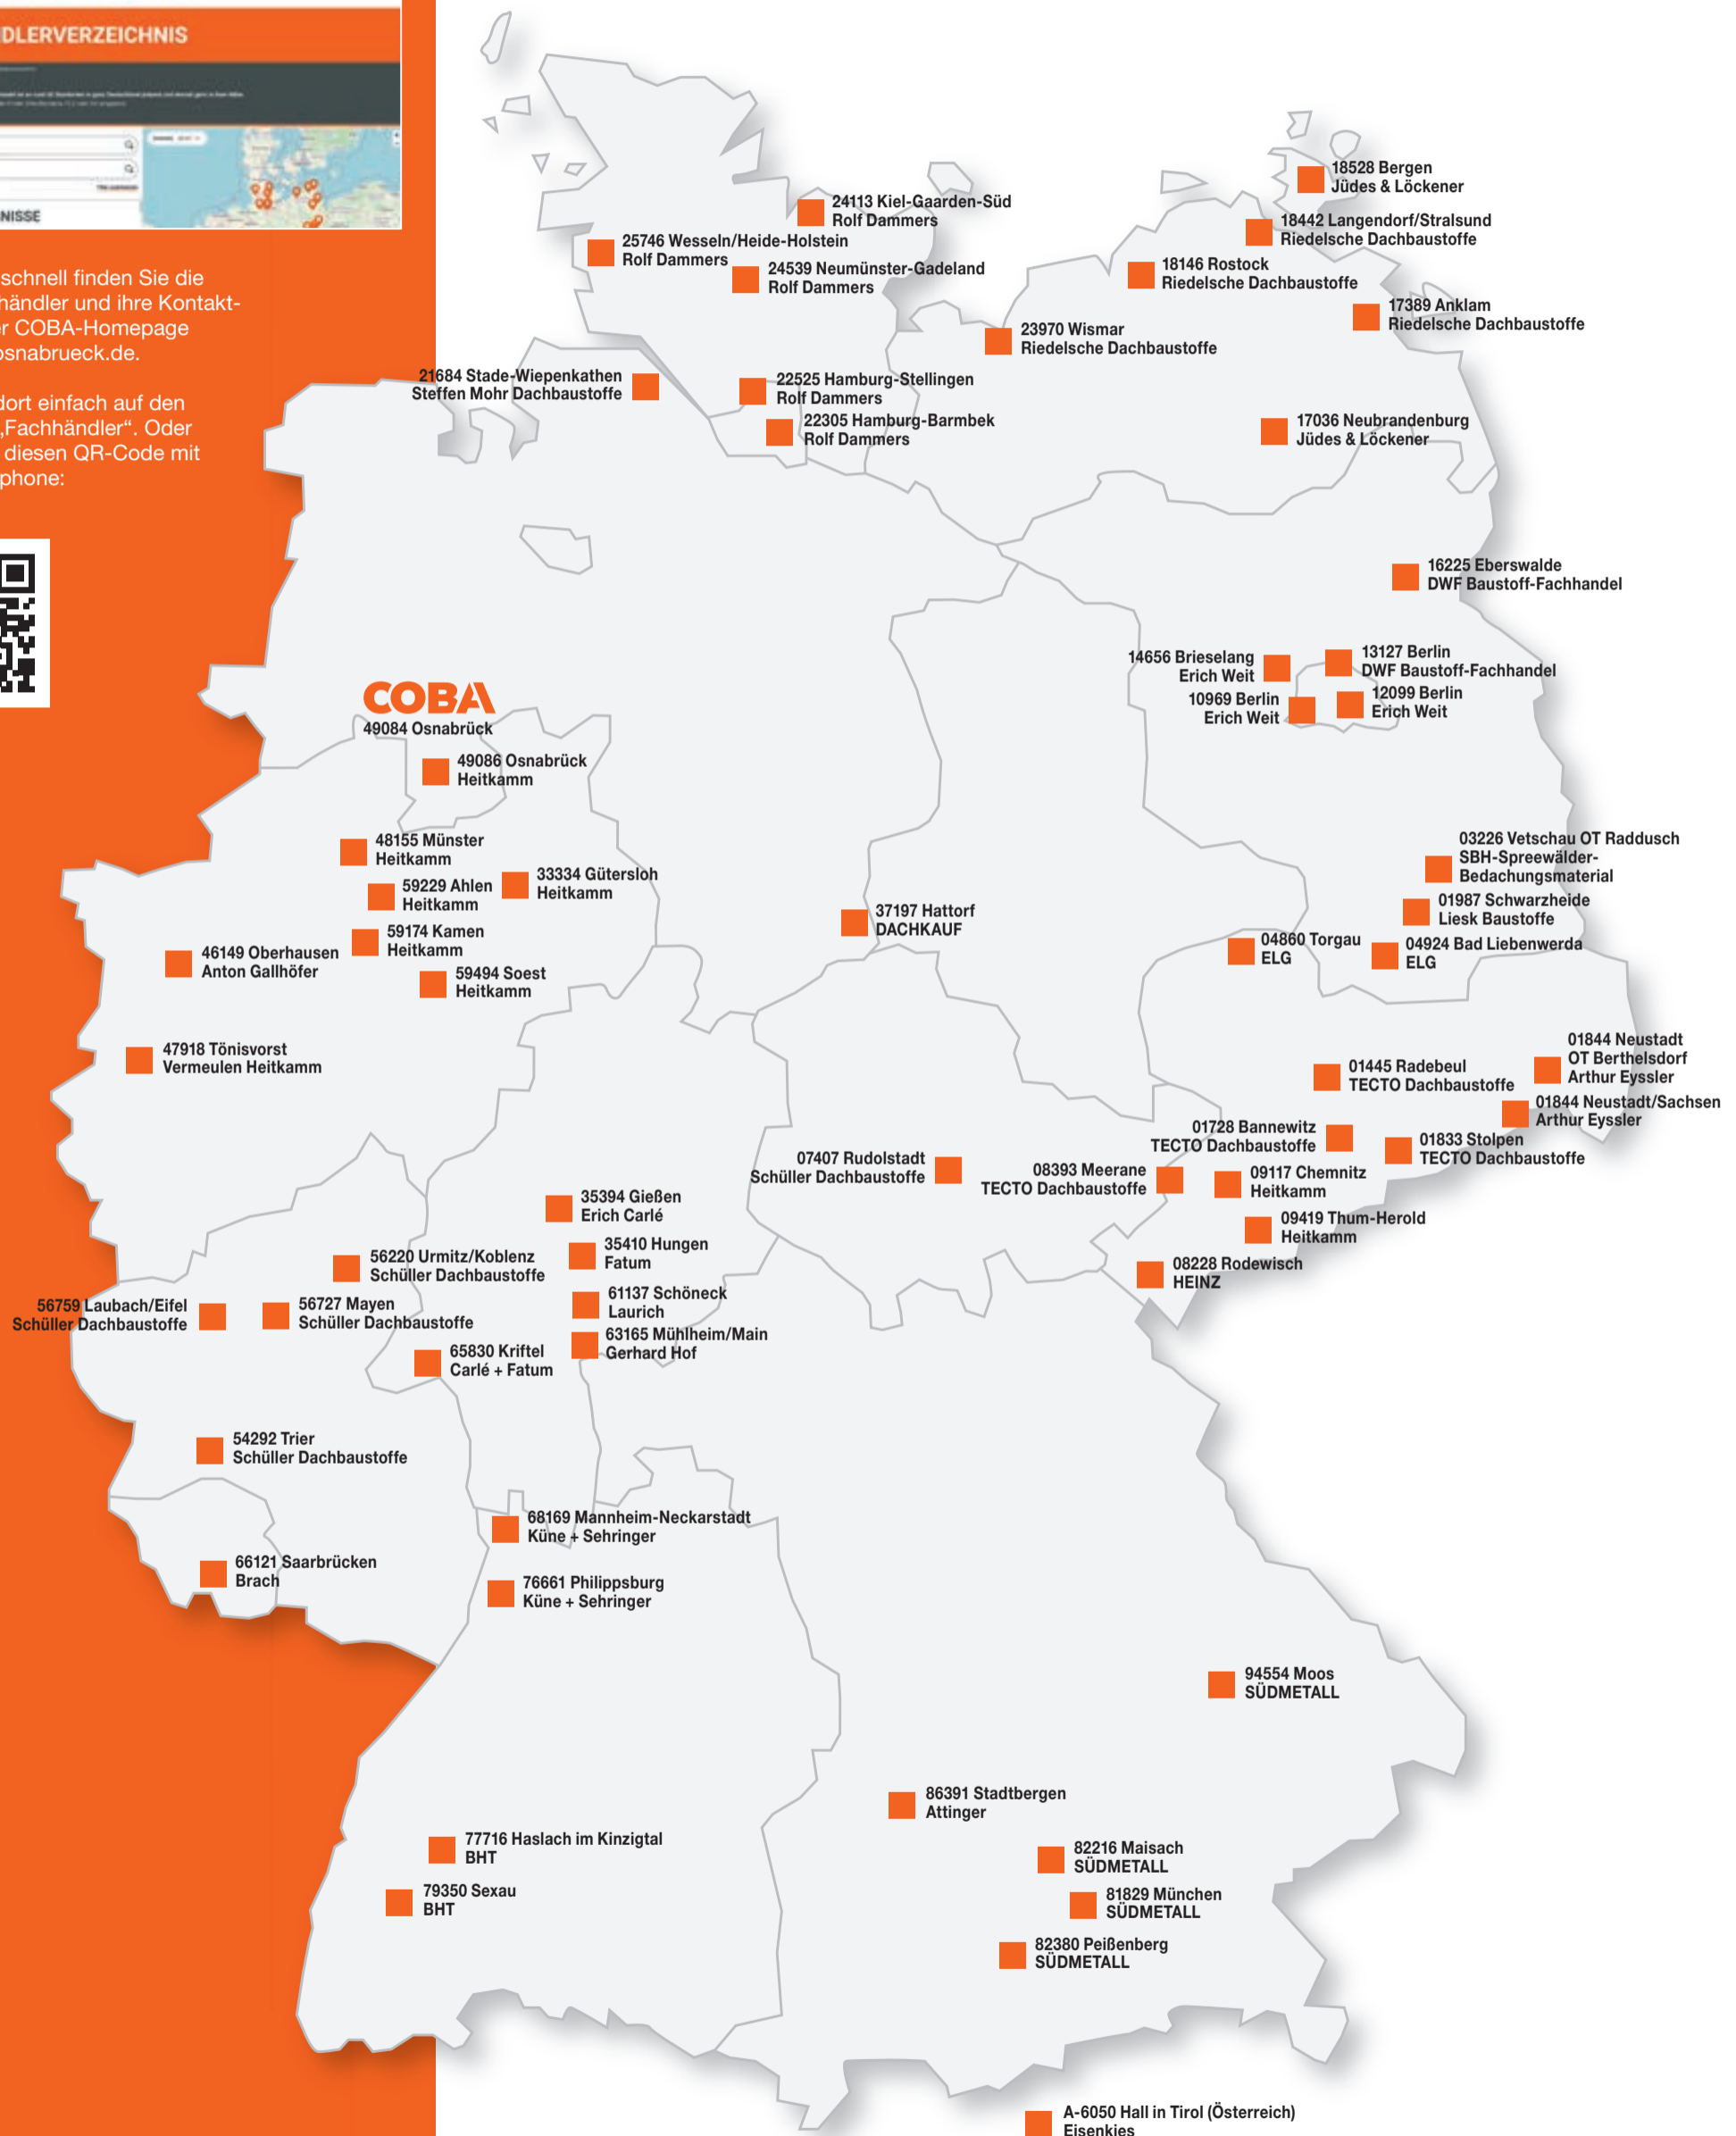 DLERVERZEICHNIS
NISSE
schnell finden Sie die
händler und ihre Kontakt-
er COBA-Homepage
osnabrueck.de.
dort einfach auf den
„Fachhändler“. Oder
diesen QR-Code mit
phone:
18528 Bergen
Jüdes & Löckener
24113 Kiel-Gaarden-Süd
Rolf Dammers
18442 Langendorf/Stralsund
Riedelsche Dachbaustoffe
25746 Wesseln/Heide-Holstein
Rolf Dammers
24539 Neumünster-Gadeland
Rolf Dammers
18146 Rostock
Riedelsche Dachbaustoffe
17389 Anklam
Riedelsche Dachbaustoffe
23970 Wismar
Riedelsche Dachbaustoffe
21684 Stade-Wiepenkathen
Steffen Mohr Dachbaustoffe
22525 Hamburg-Stellingen
Rolf Dammers
22305 Hamburg-Barmbek
Rolf Dammers
17036 Neubrandenburg
Jüdes & Löckener
16225 Eberswalde
DWF Baustoff-Fachhandel
14656 Brieselang
Erich Weit
13127 Berlin
DWF Baustoff-Fachhandel
10969 Berlin
Erich Weit
12099 Berlin
Erich Weit
COBA
49084 Osnabrück
49086 Osnabrück
Heitkamm
48155 Münster
Heitkamm
33334 Gütersloh
Heitkamm
59229 Ahlen
Heitkamm
59174 Kamen
Heitkamm
46149 Oberhausen
Anton Gallhöfer
59494 Soest
Heitkamm
47918 Tönisvorst
Vermeulen Heitkamm
37197 Hattorf
DACHKAUF
03226 Vetschau OT Raddusch
SBH-Spreewälder-
Bedachungsmaterial
01987 Schwarzheide
Liesk Baustoffe
04860 Torgau
ELG
04924 Bad Liebenwerda
ELG
01844 Neustadt
OT Berthelsdorf
Arthur Eyssler
01445 Radebeul
TECTO Dachbaustoffe
01844 Neustadt/Sachsen
Arthur Eyssler
01728 Bannewitz
TECTO Dachbaustoffe
01833 Stolpen
TECTO Dachbaustoffe
07407 Rudolstadt
Schüller Dachbaustoffe
08393 Meerane
TECTO Dachbaustoffe
09117 Chemnitz
Heitkamm
09419 Thum-Herold
Heitkamm
08228 Rodewisch
HEINZ
35394 Gießen
Erich Carlé
35410 Hungen
Fatum
56220 Urmitz/Koblenz
Schüller Dachbaustoffe
61137 Schöneck
Laurich
56759 Laubach/Eifel
Schüller Dachbaustoffe
56727 Mayen
Schüller Dachbaustoffe
63165 Mühlheim/Main
Gerhard Hof
65830 Kriftel
Carlé + Fatum
54292 Trier
Schüller Dachbaustoffe
68169 Mannheim-Neckarstadt
Küne + Sehringer
66121 Saarbrücken
Brach
76661 Philippsburg
Küne + Sehringer
94554 Moos
SÜDMETALL
86391 Stadtbergen
Attinger
77716 Haslach im Kinzigtal
BHT
82216 Maisach
SÜDMETALL
79350 Sexau
BHT
81829 München
SÜDMETALL
82380 Peißenberg
SÜDMETALL
A-6050 Hall in Tirol (Österreich)
Eisenkies